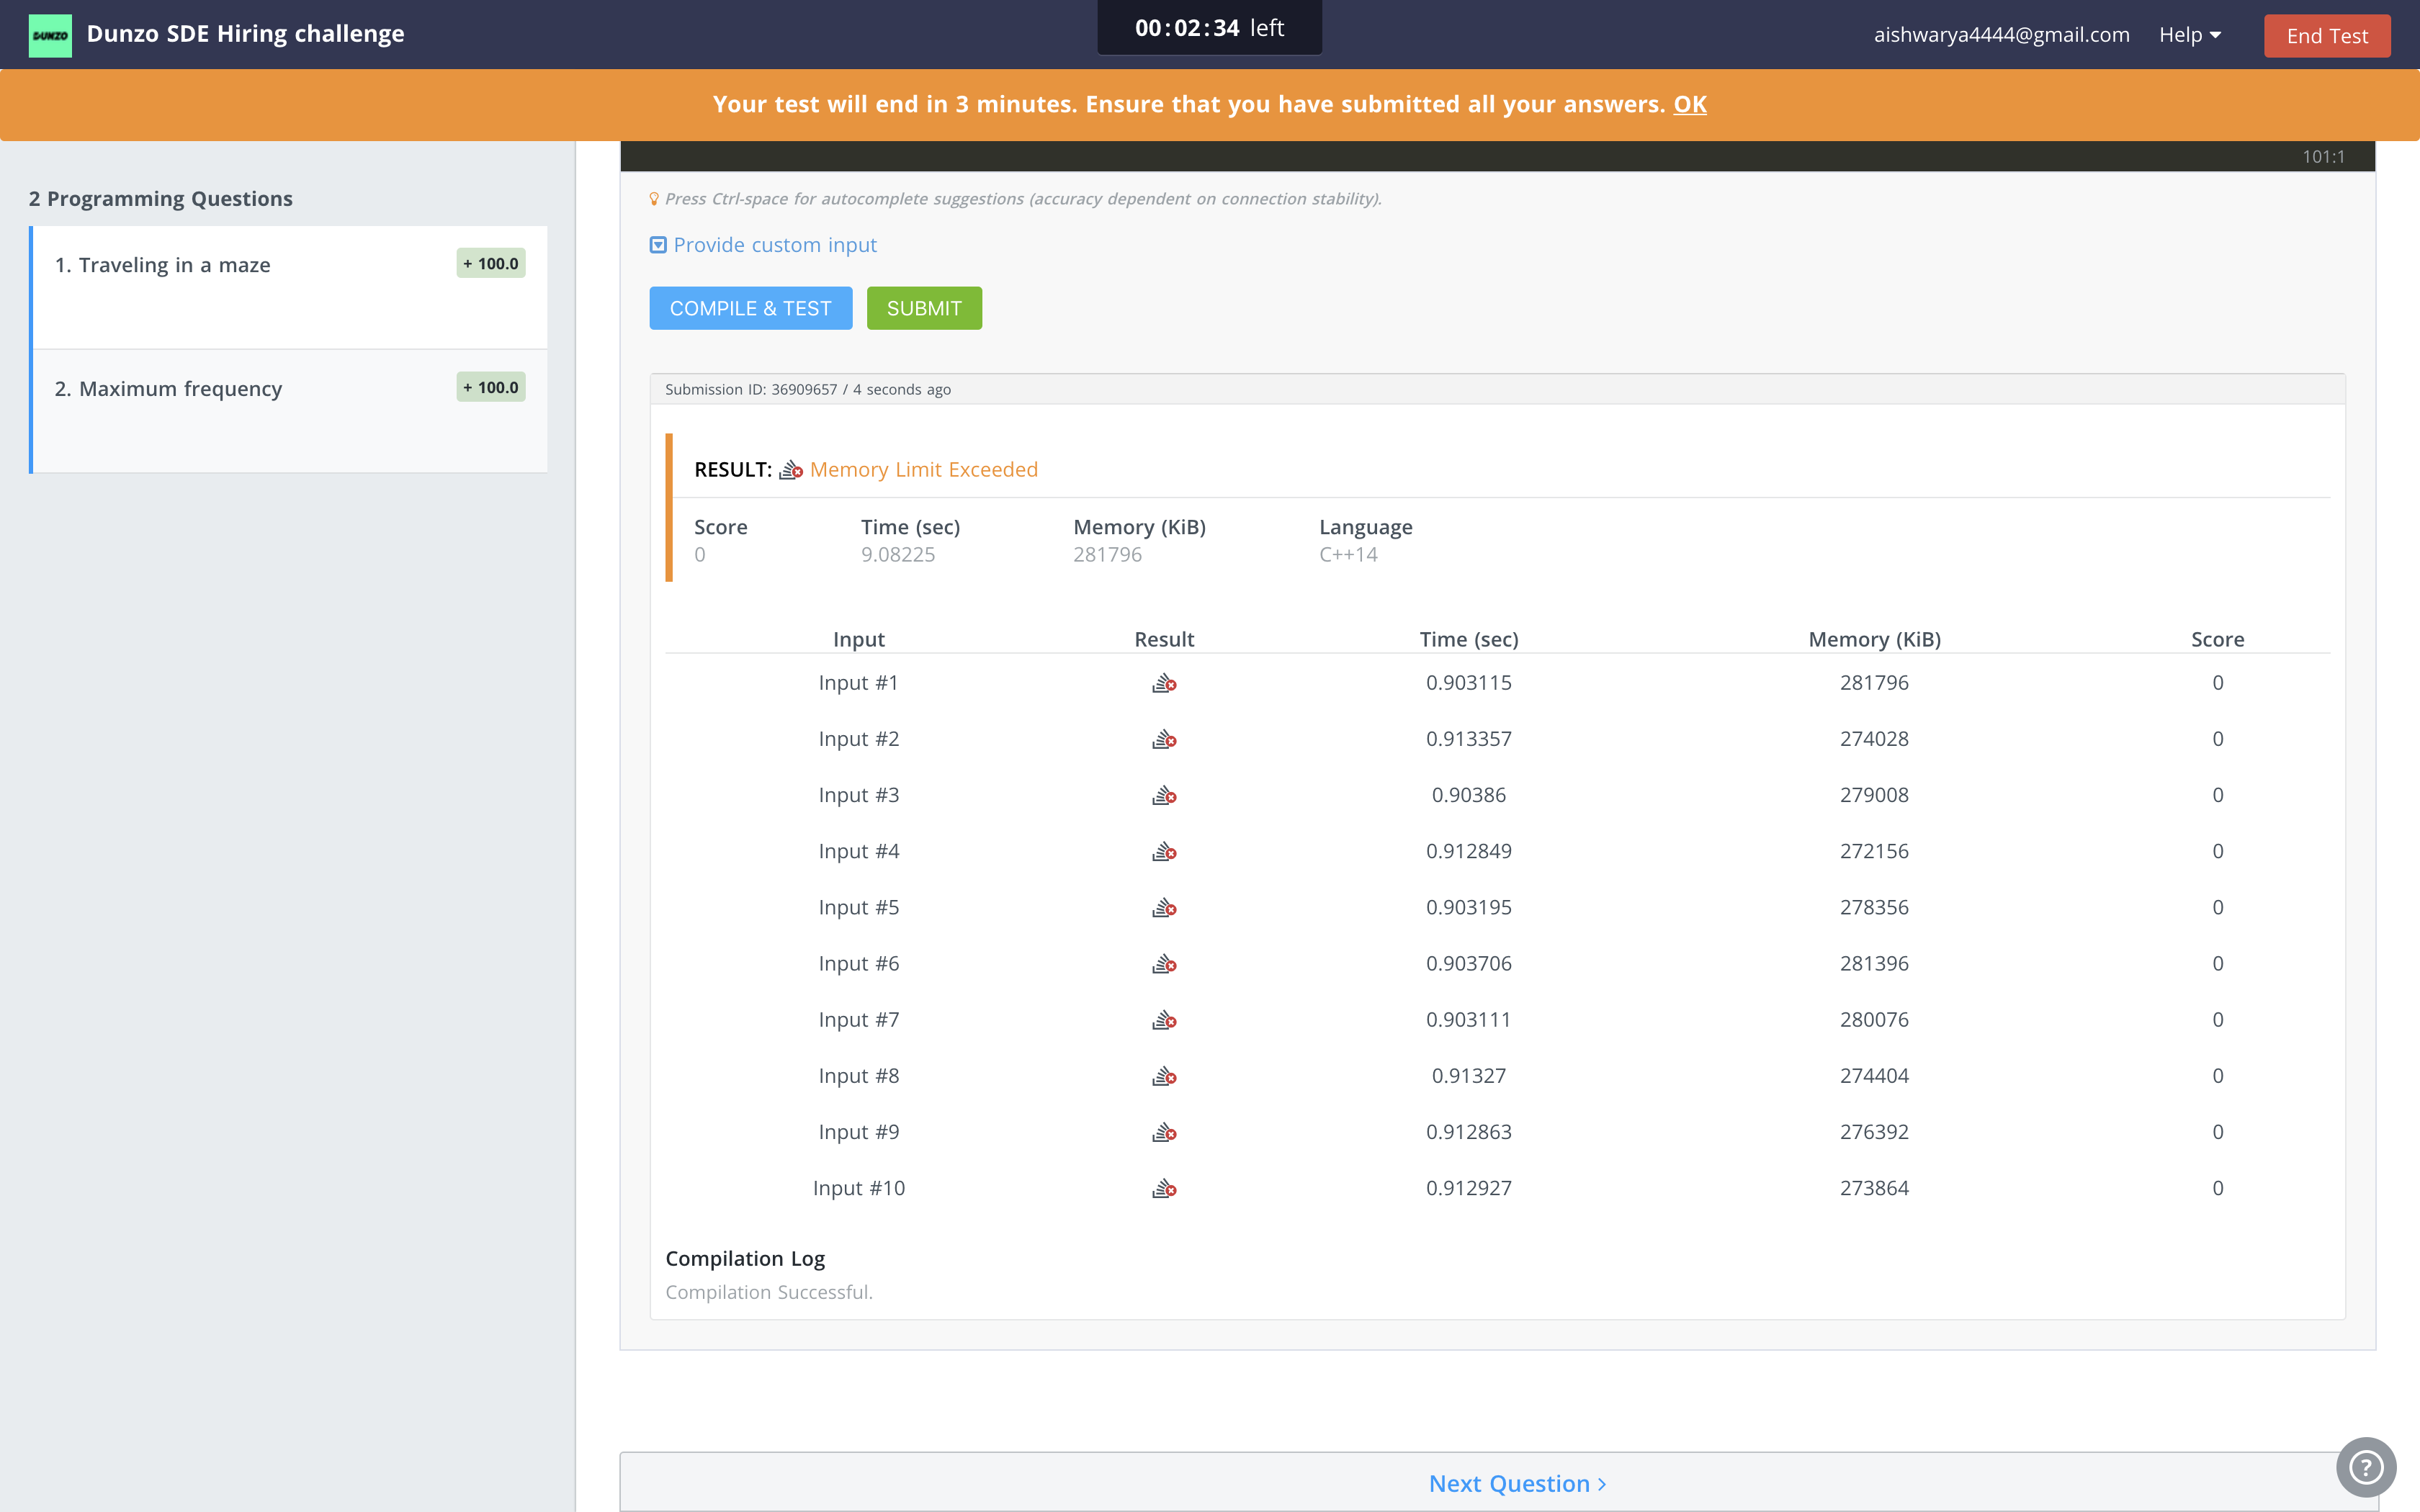 DUNZO
Dunzo SDE Hiring challenge
00:02:34 left
aishwarya4444@gmail.com
Help
End Test
Your test will end in 3 minutes. Ensure that you have submitted all your answers. OK
2 Programming Questions
1. Traveling in a maze
+ 100.0
2. Maximum frequency
+ 100.0
101:1
Press Ctrl-space for autocomplete suggestions (accuracy dependent on connection stability).
Provide custom input
COMPILE & TEST
SUBMIT
Submission ID: 36909657 / 4 seconds ago
RESULT: Memory Limit Exceeded
Score Time (sec) Memory (KiB) Language
0 9.08225 281796 C++14
Input Result Time (sec) Memory (KiB) Score
Input #1 0.903115 281796 0
Input #2 0.913357 274028 0
Input #3 0.90386 279008 0
Input #4 0.912849 272156 0
Input #5 0.903195 278356 0
Input #6 0.903706 281396 0
Input #7 0.903111 280076 0
Input #8 0.91327 274404 0
Input #9 0.912863 276392 0
Input #10 0.912927 273864 0
Compilation Log
Compilation Successful.
Next Question >
?